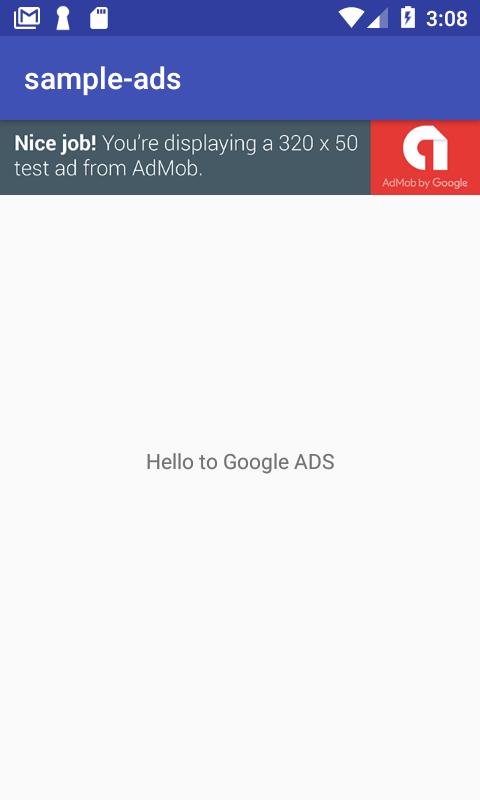 3:08
sample-ads
Nice job! You're displaying a 320 x 50
test ad from AdMob.
AdMob by Google
Hello to Google ADS